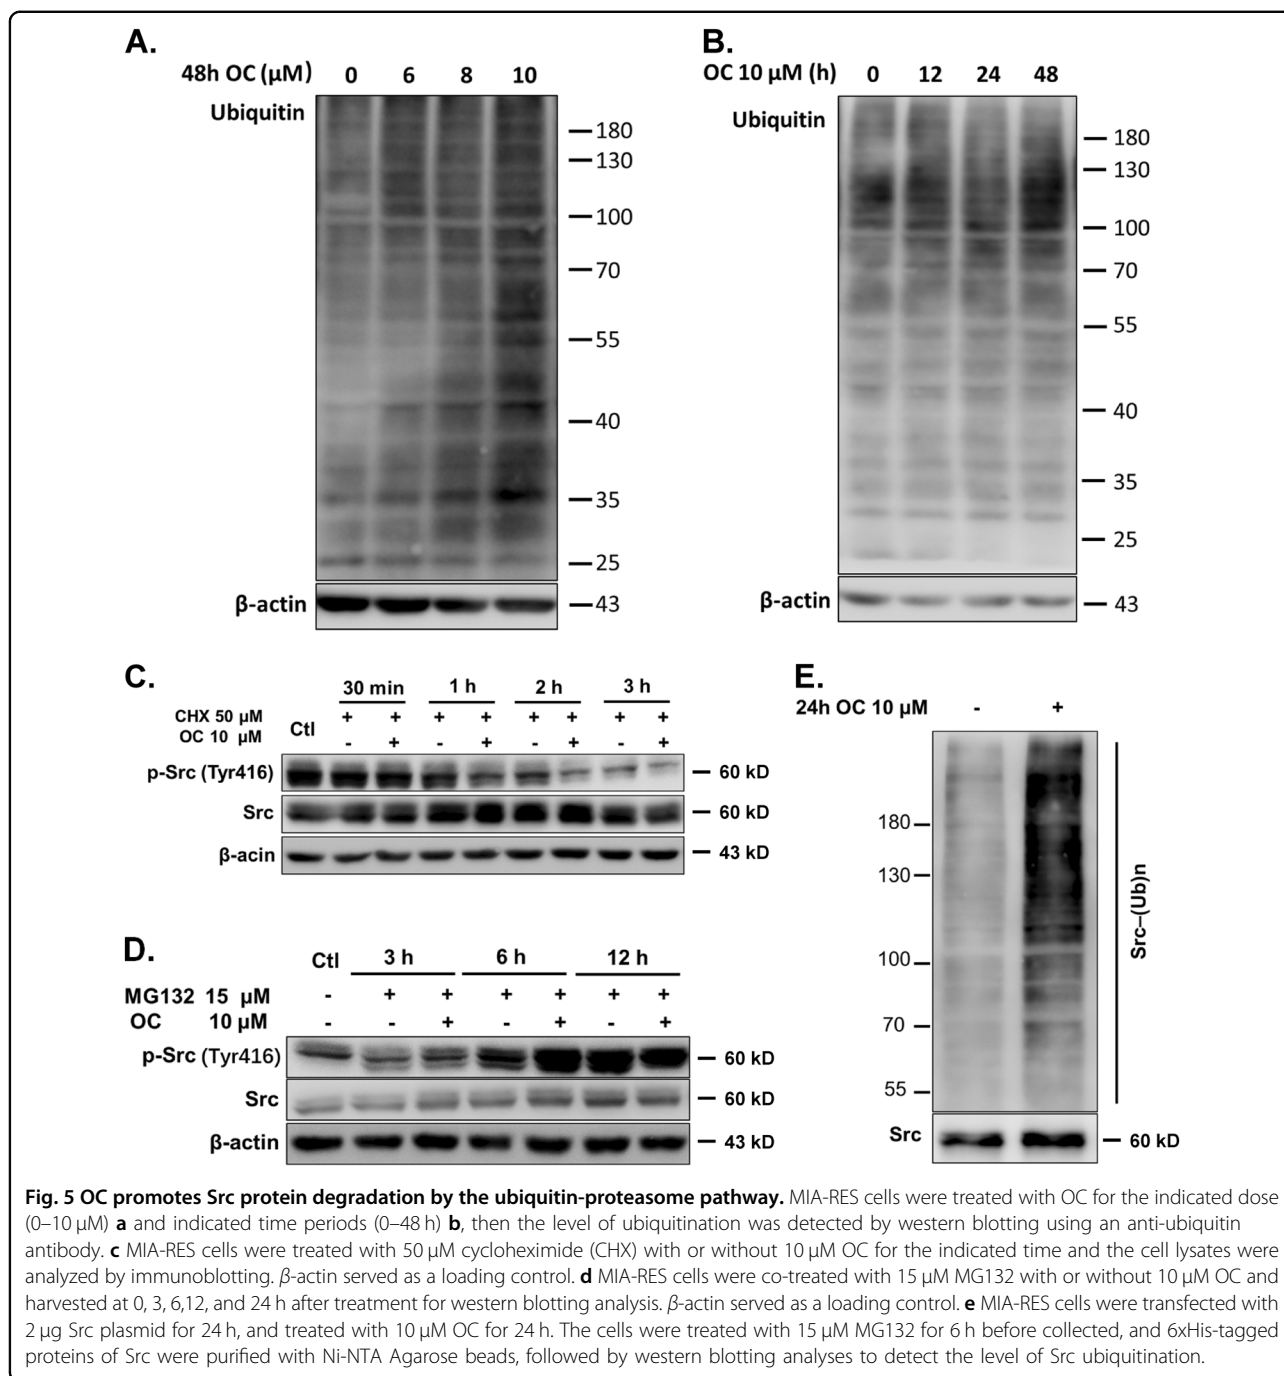 A.
48h OC (μM) 0 6 8 10
Ubiquitin
180
130
100
70
55
40
35
25
β-actin 43
B.
OC 10 μM (h) 0 12 24 48
Ubiquitin
180
130
100
70
55
40
35
25
β-actin 43
C.
30 min 1 h 2 h 3 h
CHX 50 μM Ctl + + + + + + + +
OC 10 μM - + - + - + - +
p-Src (Tyr416) 60 kD
Src 60 kD
β-acin 43 kD
D.
Ctl 3 h 6 h 12 h
MG132 15 μM - + + + + + +
OC 10 μM - - + - + - +
p-Src (Tyr416) 60 kD
Src 60 kD
β-actin 43 kD
E.
24h OC 10 μM - +
180
130
100
70
55
Src–(Ub)n
Src 60 kD
Fig. 5 OC promotes Src protein degradation by the ubiquitin-proteasome pathway. MIA-RES cells were treated with OC for the indicated dose
(0–10 μM) a and indicated time periods (0–48 h) b, then the level of ubiquitination was detected by western blotting using an anti-ubiquitin
antibody. c MIA-RES cells were treated with 50 μM cycloheximide (CHX) with or without 10 μM OC for the indicated time and the cell lysates were
analyzed by immunoblotting. β-actin served as a loading control. d MIA-RES cells were co-treated with 15 μM MG132 with or without 10 μM OC and
harvested at 0, 3, 6,12, and 24 h after treatment for western blotting analysis. β-actin served as a loading control. e MIA-RES cells were transfected with
2 μg Src plasmid for 24 h, and treated with 10 μM OC for 24 h. The cells were treated with 15 μM MG132 for 6 h before collected, and 6xHis-tagged
proteins of Src were purified with Ni-NTA Agarose beads, followed by western blotting analyses to detect the level of Src ubiquitination.